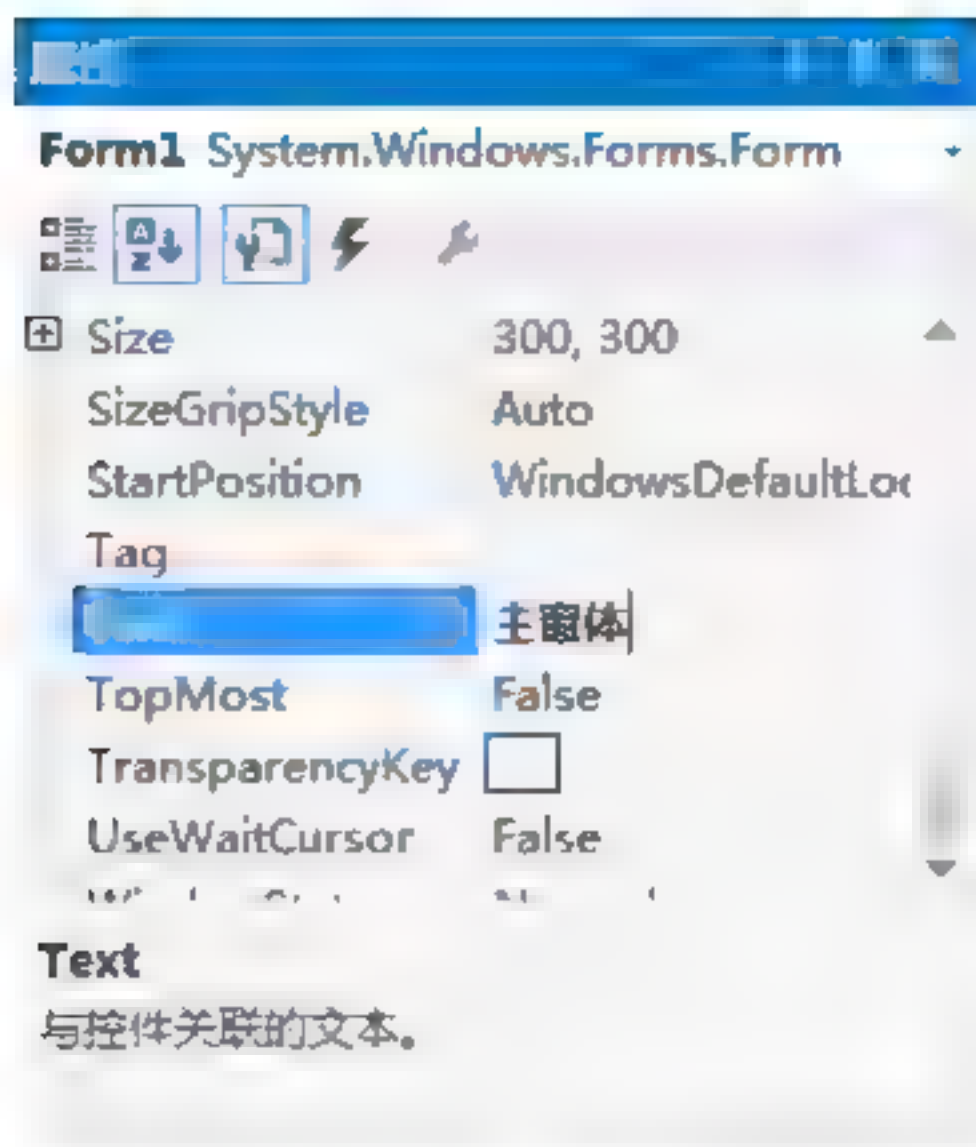 Form1 System.Windows.Forms.Form
Size 300, 300
SizeGripStyle Auto
StartPosition WindowsDefaultLoc
Tag
主窗体
TopMost False
TransparencyKey
UseWaitCursor False
Text
与控件关联的文本。